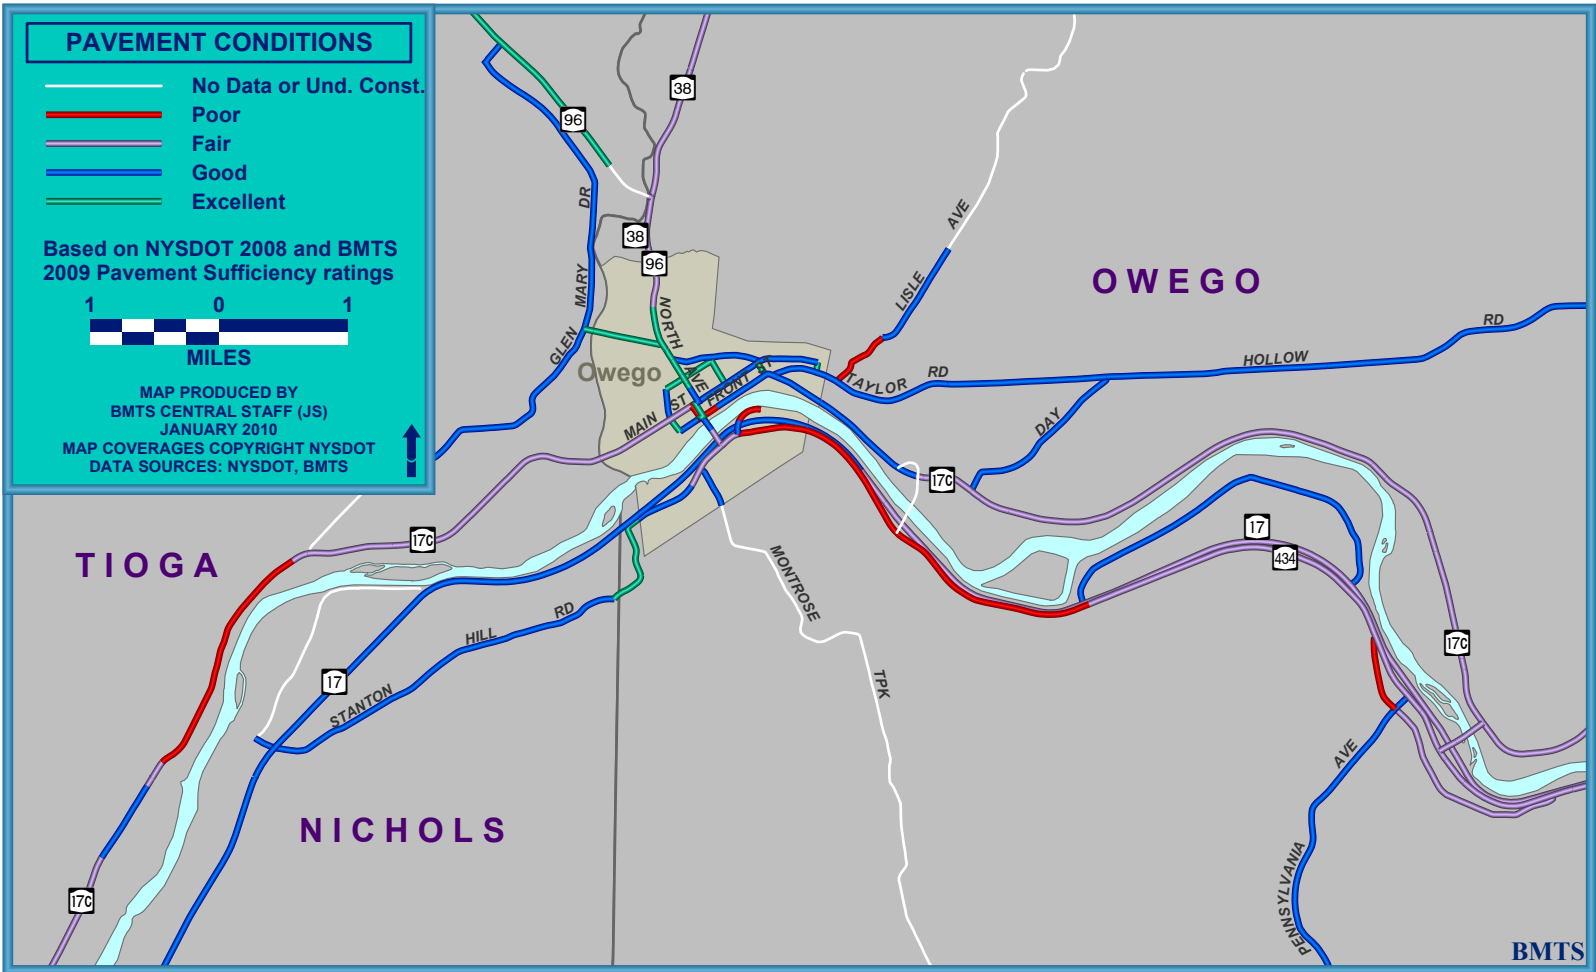 PAVEMENT CONDITIONS
No Data or Und. Const.
Poor
Fair
Good
Excellent
Based on NYSDOT 2008 and BMTS
2009 Pavement Sufficiency ratings
1 0 1
MILES
MAP PRODUCED BY
BMTS CENTRAL STAFF (JS)
JANUARY 2010
MAP COVERAGES COPYRIGHT NYSDOT
DATA SOURCES: NYSDOT, BMTS
38
96
GLEN MARY DR
38
96
NORTH AVE
LISLE AVE
OWEGO
Owego
MAIN ST
FRONT ST
TAYLOR RD
HOLLOW RD
DAY
17C
17C
TIOGA
17
434
MONTROSE TPK
STANTON HILL RD
17
17C
NICHOLS
17C
PENNSYLVANIA AVE
BMTS